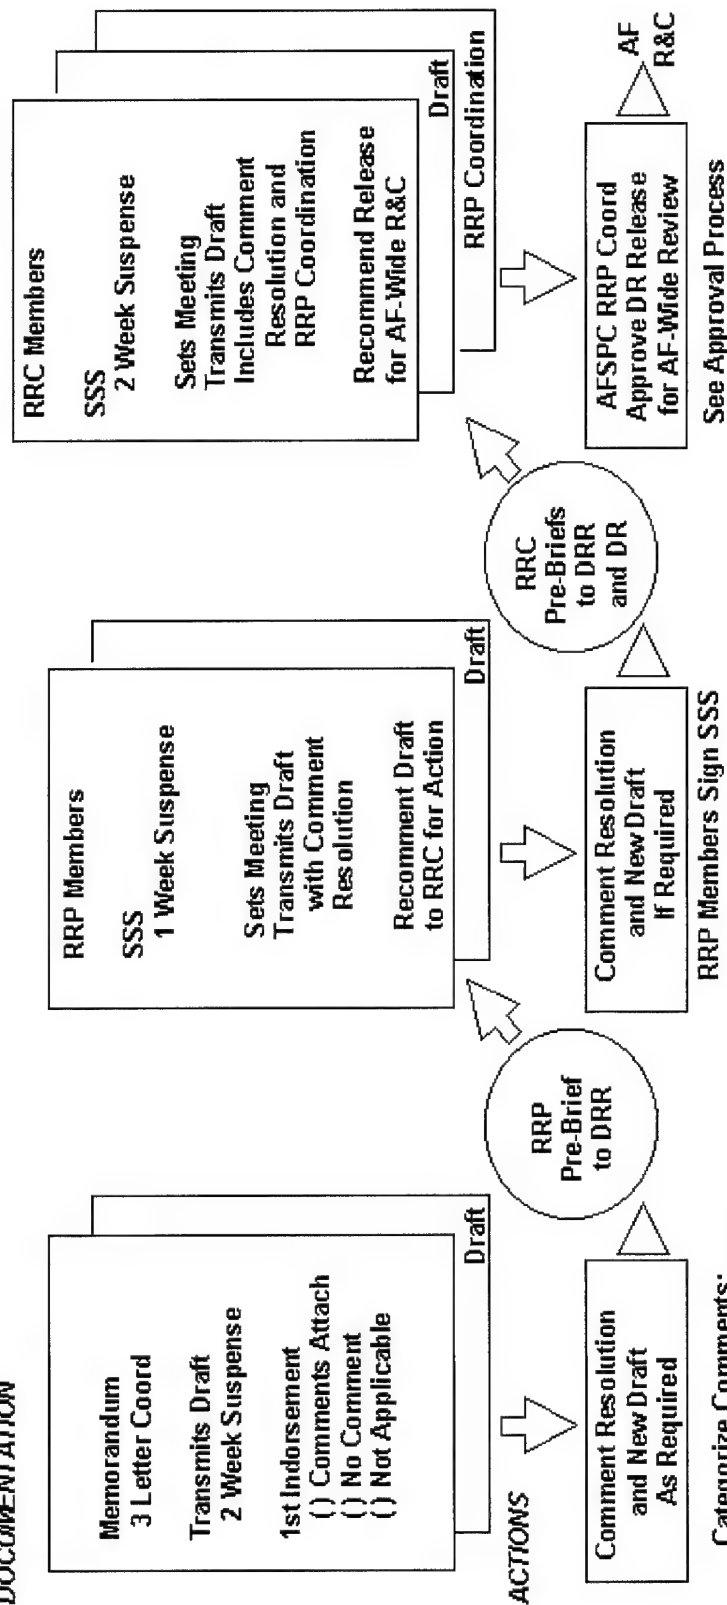 DOCUMENTATION
Memorandum
3 Letter Coord
Transmits Draft
2 Week Suspense
1st Indorsement
( ) Comments Attach
( ) No Comment
( ) Not Applicable
Draft
RRP Members
SSS
1 Week Suspense
Sets Meeting
Transmits Draft
with Comment
Resolution
Recomment Draft
to RRC for Action
Draft
RRC Members
SSS
2 Week Suspense
Sets Meeting
Transmits Draft
Includes Comment
Resolution and
RRP Coordination
Recommend Release
for AF-Wide R&C
Draft
RRP Coordination
ACTIONS
Comment Resolution
and New Draft
As Required
Categorize Comments:
RRP
Pre-Brief
to DRR
Comment Resolution
and New Draft
If Required
RRP Members Sign SSS
RRC
Pre-Briefs
to DRR
and DR
AFSPC RRP Coord
Approve DR Release
for AF-Wide Review
See Approval Process
AF
R&C